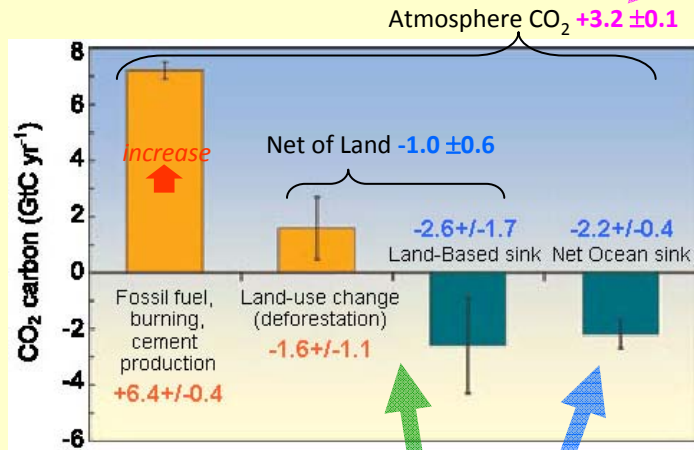 Atmosphere CO₂ +3.2 ±0.1
8
6
4
2
0
-2
-4
-6
CO₂ carbon (GtC yr⁻¹)
increase
Net of Land -1.0 ±0.6
-2.6+/-1.7
Land-Based sink
-2.2+/-0.4
Net Ocean sink
Fossil fuel,
burning,
cement
production
+6.4+/-0.4
Land-use change
(deforestation)
-1.6+/-1.1